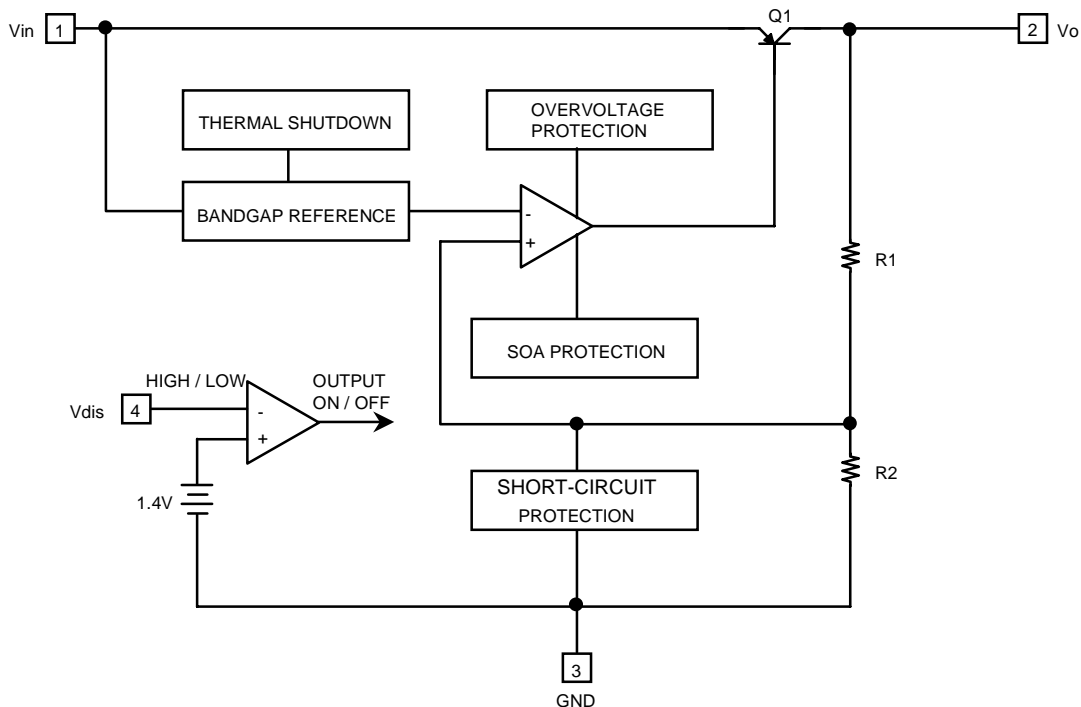 Q1
Vin 1
2 Vo
OVERVOLTAGE
PROTECTION
THERMAL SHUTDOWN
BANDGAP REFERENCE
-
+
R1
SOA PROTECTION
HIGH / LOW
OUTPUT
ON / OFF
Vdis 4
-
+
R2
SHORT-CIRCUIT
PROTECTION
1.4V
3
GND